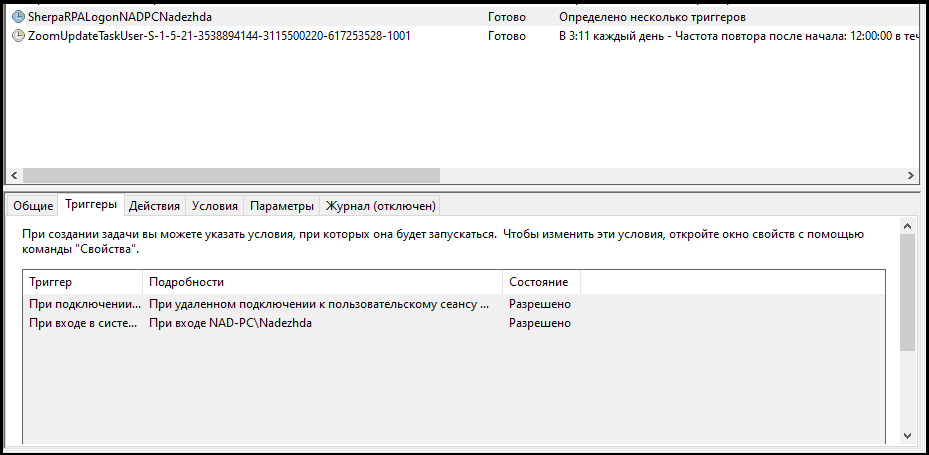 SherpaRPALogonNADPCNadezhda Готово Определено несколько триггеров
ZoomUpdateTaskUser-S-1-5-21-3538894144-3115500220-617253528-1001 Готово В 3:11 каждый день - Частота повтора после начала: 12:00:00 в теч
Общие Триггеры Действия Условия Параметры Журнал (отключен)
При создании задачи вы можете указать условия, при которых она будет запускаться. Чтобы изменить эти условия, откройте окно свойств с помощью
команды "Свойства".
Триггер Подробности Состояние
При подключении... При удаленном подключении к пользовательскому сеансу ... Разрешено
При входе в систе... При входе NAD-PC\Nadezhda Разрешено